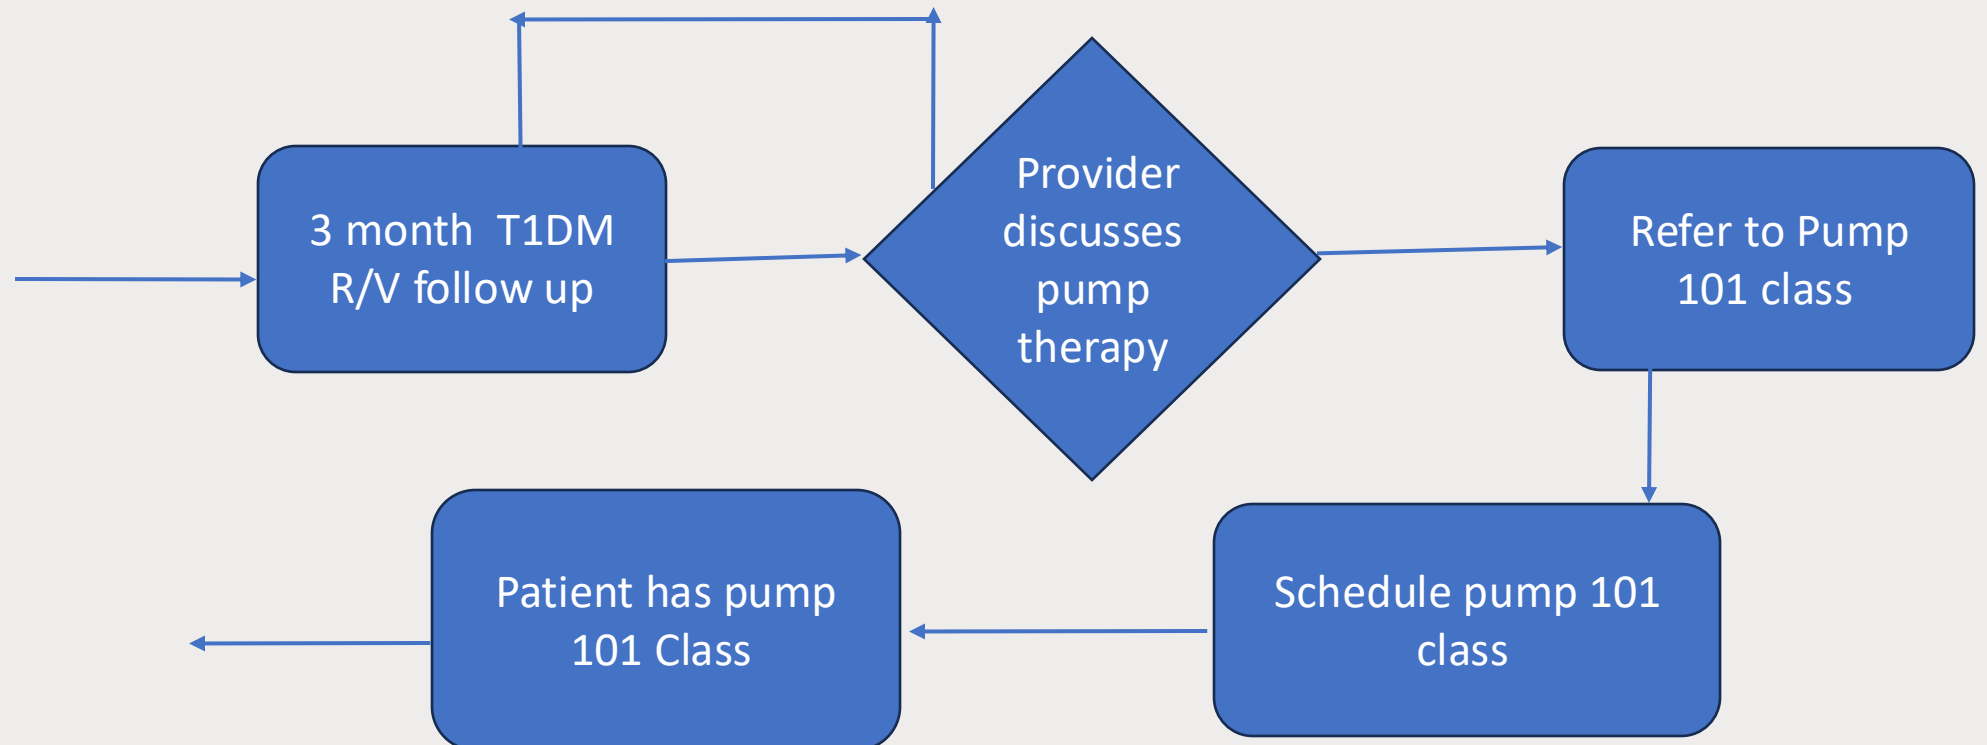 3 month  T1DM
R/V follow up
Provider
discusses
pump
therapy
Refer to Pump
101 class
Schedule pump 101
class
Patient has pump
101 Class